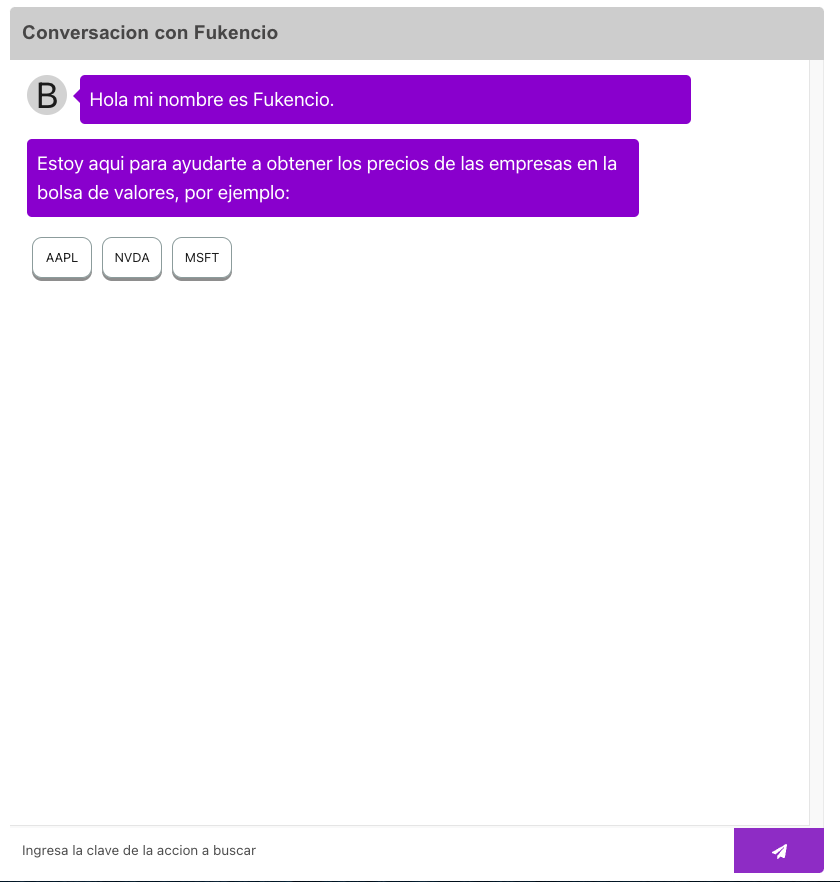 Conversacion con Fukencio
B
Hola mi nombre es Fukencio.
Estoy aqui para ayudarte a obtener los precios de las empresas en la
bolsa de valores, por ejemplo:
AAPL NVDA MSFT
Ingresa la clave de la accion a buscar